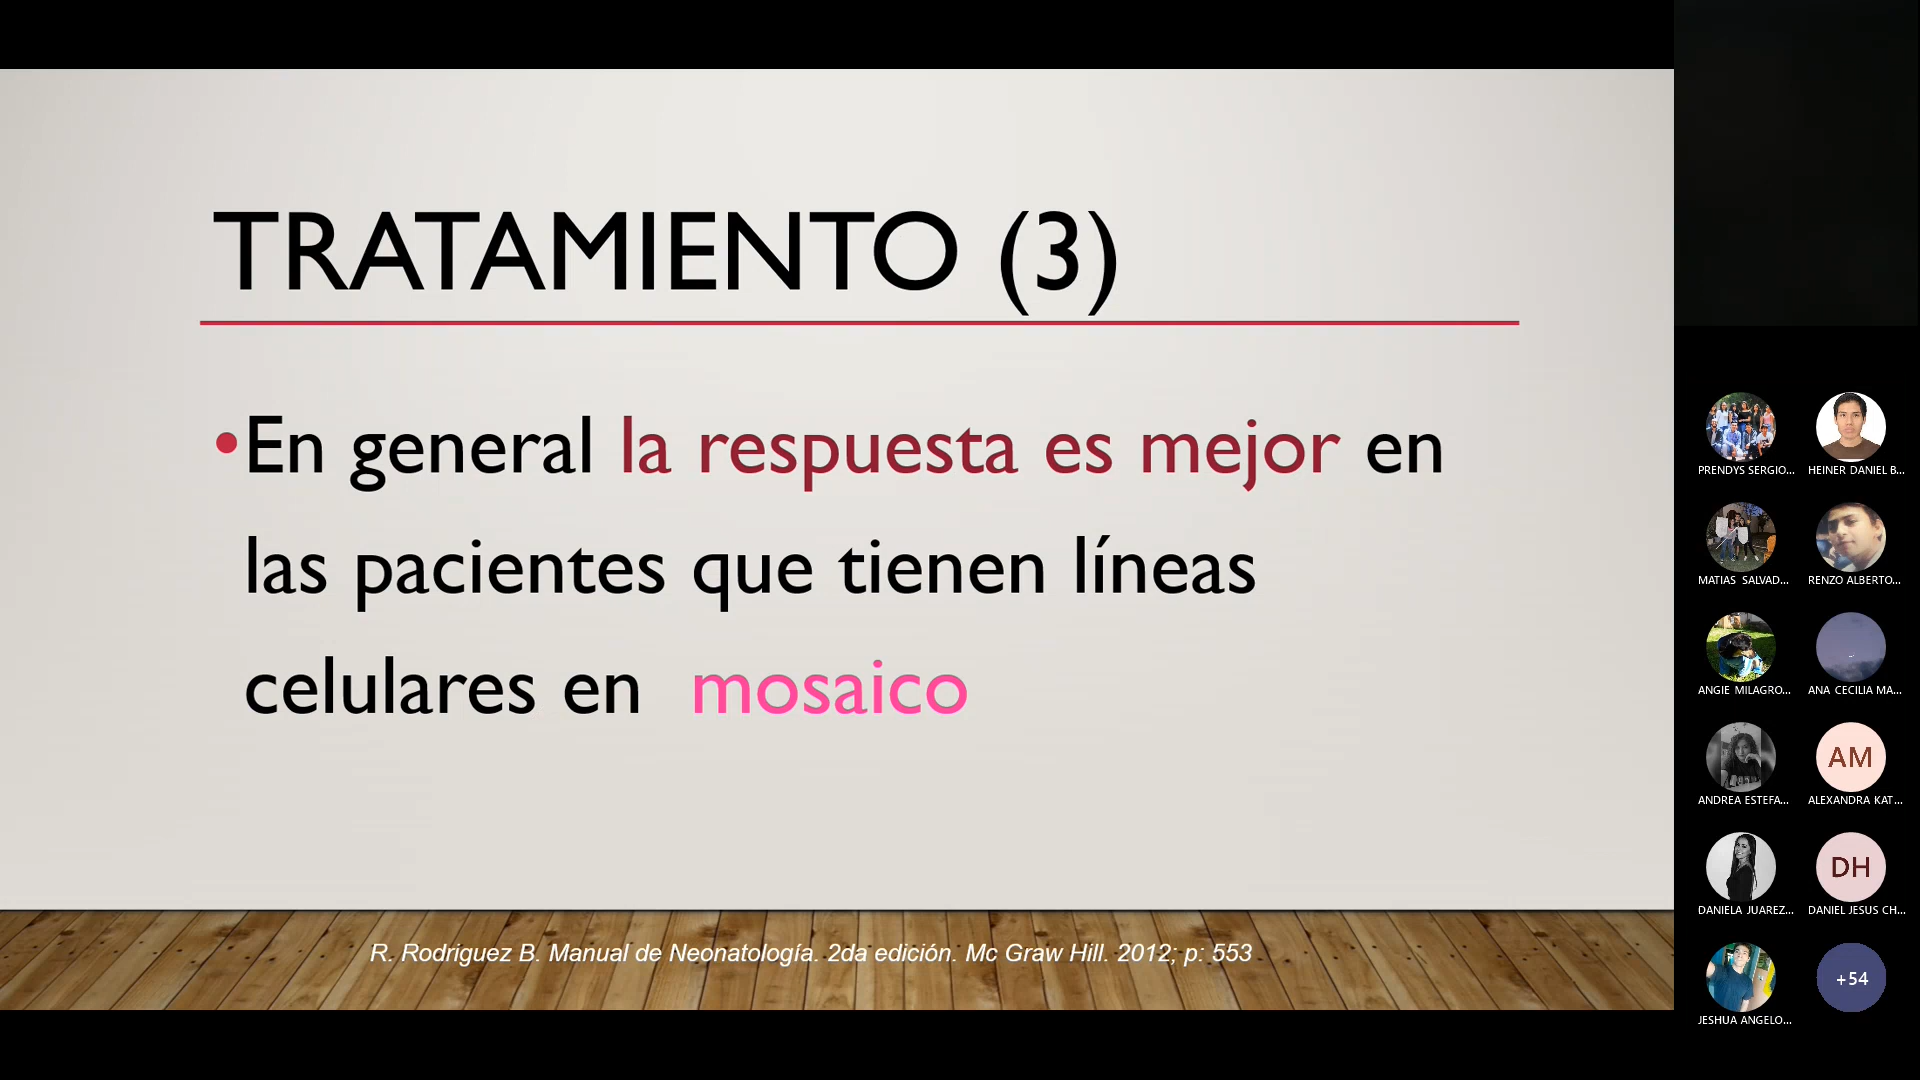 TRATAMIENTO (3)
•En general la respuesta es mejor en
las pacientes que tienen líneas
celulares en mosaico
R. Rodríguez B. Manual de Neonatología. 2da edición. Mc Graw Hill. 2012; p: 553
PRENDYS SERGIO... HEINER DANIEL B...
MATIAS SALVAD... RENZO ALBERTO...
ANGIE MILAGRO... ANA CECILIA MA...
AM
ANDREA ESTEFA... ALEXANDRA KAT...
DH
DANIELA JUAREZ... DANIEL JESUS CH...
+54
JESHUA ANGELO...